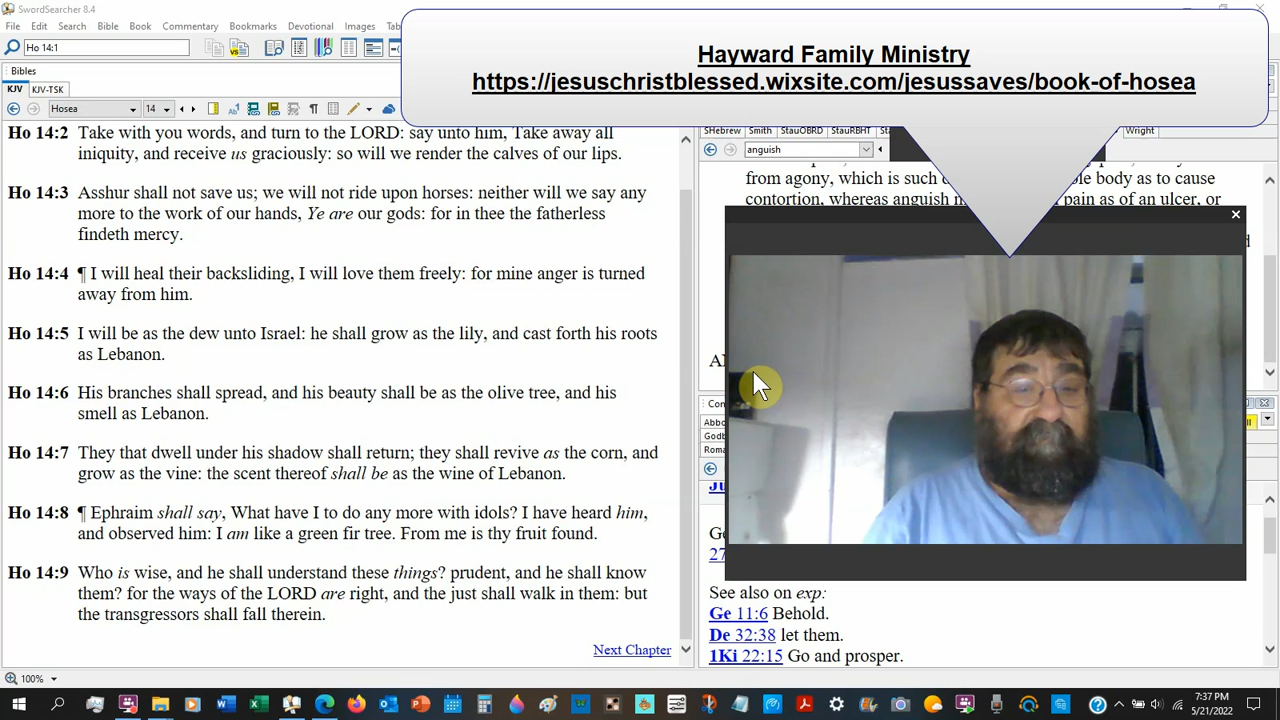 SwordSearcher 8.4
File Edit Search Bible Book Commentary Bookmarks Devotional Images
Ho 14:1
Hayward Family Ministry
https://jesuschristblessed.wixsite.com/jesussaves/book-of-hosea
Bibles
KJV KJV-TSK
Hosea 14
Ho 14:2 Take with you words, and turn to the LORD: say unto him, Take away all
iniquity, and receive us graciously: so will we render the calves of our lips.
Ho 14:3 Asshur shall not save us; we will not ride upon horses: neither will we say any
more to the work of our hands, Ye are our gods: for in thee the fatherless
findeth mercy.
Ho 14:4 ¶ I will heal their backsliding, I will love them freely: for mine anger is turned
away from him.
Ho 14:5 I will be as the dew unto Israel: he shall grow as the lily, and cast forth his roots
as Lebanon.
Ho 14:6 His branches shall spread, and his beauty shall be as the olive tree, and his
smell as Lebanon.
Ho 14:7 They that dwell under his shadow shall return; they shall revive as the corn, and
grow as the vine: the scent thereof shall be as the wine of Lebanon.
Ho 14:8 ¶ Ephraim shall say, What have I to do any more with idols? I have heard him,
and observed him: I am like a green fir tree. From me is thy fruit found.
Ho 14:9 Who is wise, and he shall understand these things? prudent, and he shall know
them? for the ways of the LORD are right, and the just shall walk in them: but
the transgressors shall fall therein.
Next Chapter
100%
SHebrew Smith StauOBRD StauRBHT Wright
anguish
from agony, which is such body as to cause
contortion, whereas anguish pain as of an ulcer, or
See also on exp:
Ge 11:6 Behold.
De 32:38 let them.
1Ki 22:15 Go and prosper.
7:37 PM
5/21/2022